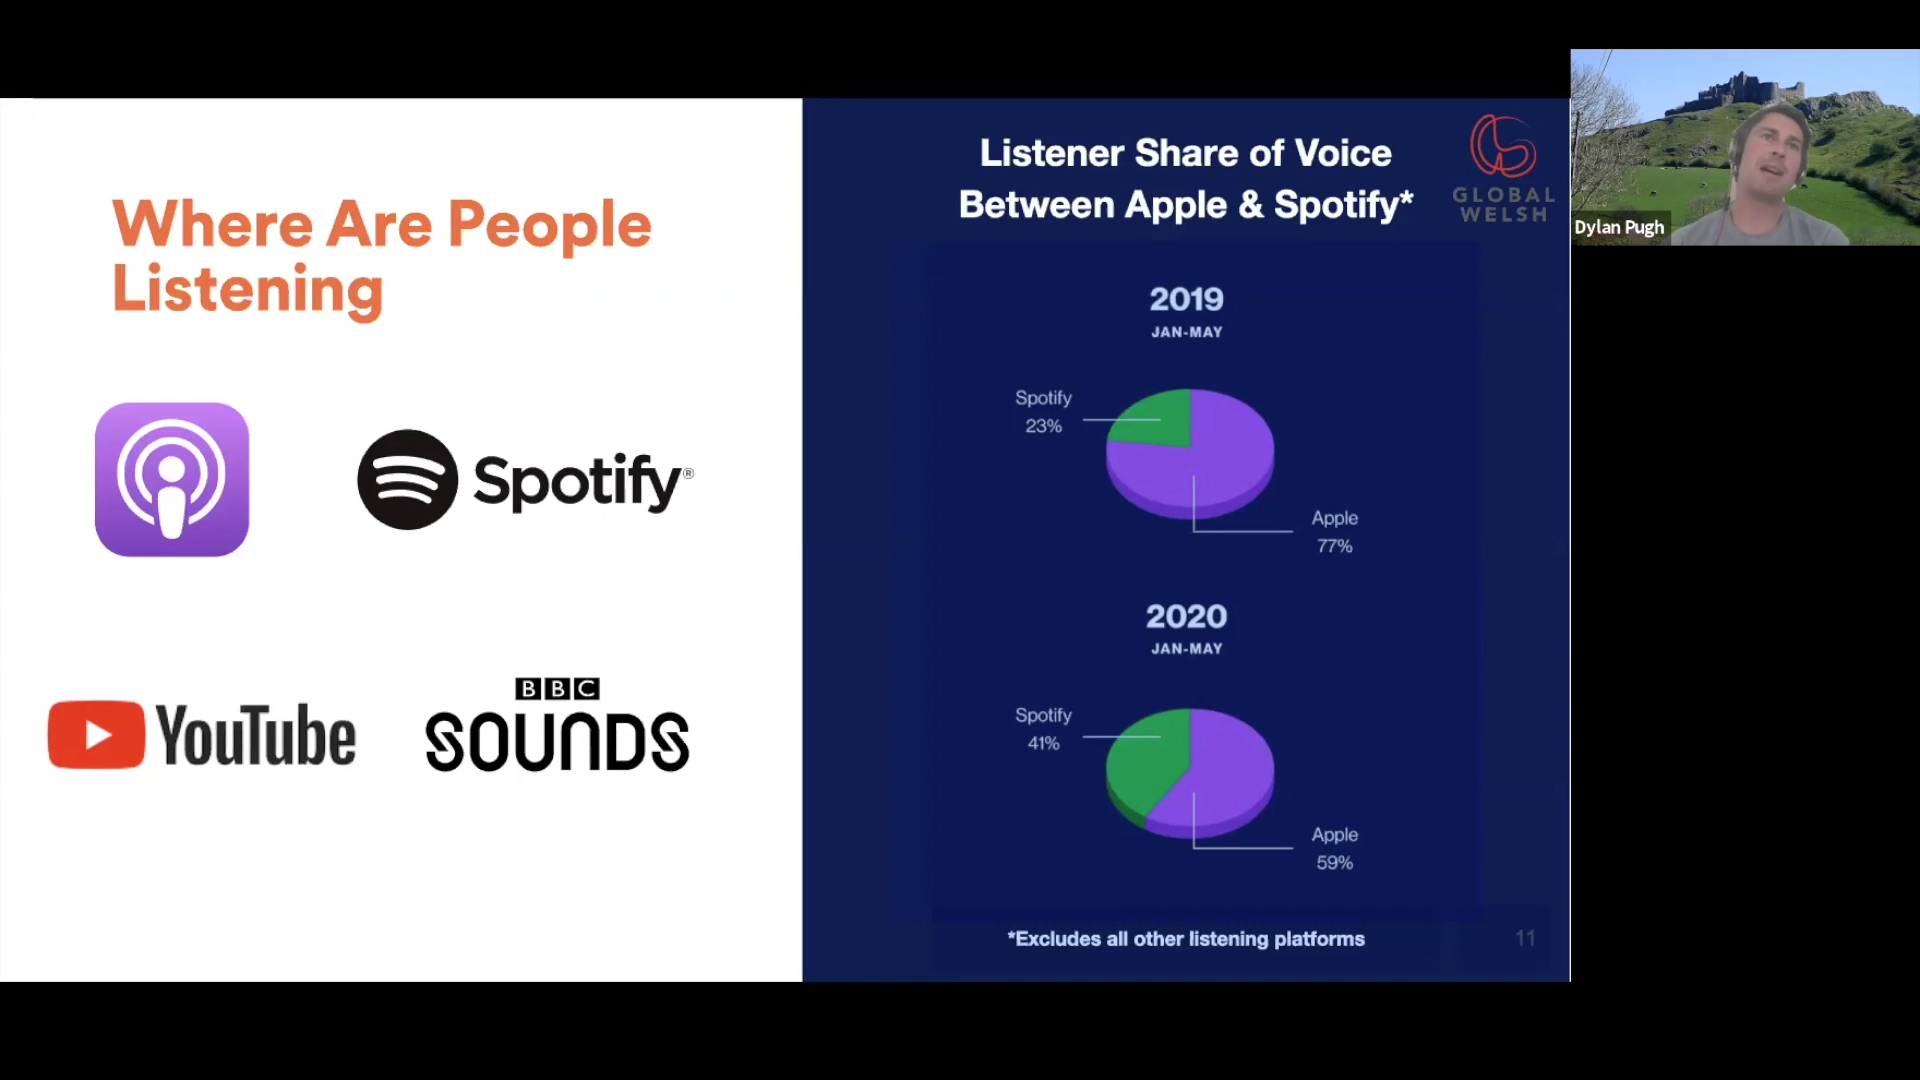 Where Are People
Listening
Spotify®
YouTube
BBC
SOUNDS
Listener Share of Voice
Between Apple & Spotify*
GLOBAL
WELSH
2019
JAN-MAY
Spotify
23%
Apple
77%
2020
JAN-MAY
Spotify
41%
Apple
59%
*Excludes all other listening platforms
11
Dylan Pugh